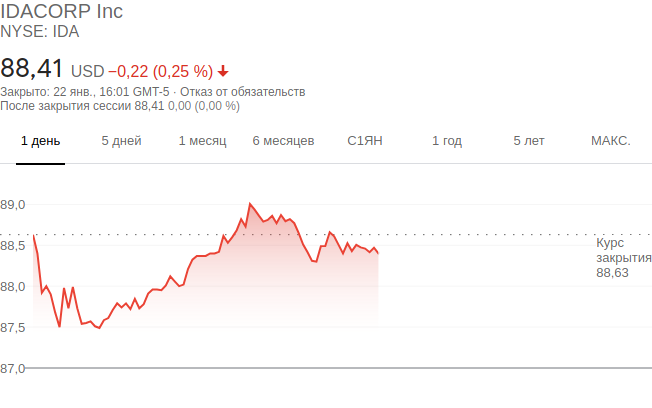 IDACORP Inc
NYSE: IDA
88,41 USD −0,22 (0,25 %)
Закрыто: 22 янв., 16:01 GMT-5 · Отказ от обязательств
После закрытия сессии 88,41 0,00 (0,00 %)
1 день 5 дней 1 месяц 6 месяцев С1ЯН 1 год 5 лет МАКС.
89,0
88,5
Курс
закрытия
88,63
88,0
87,5
87,0